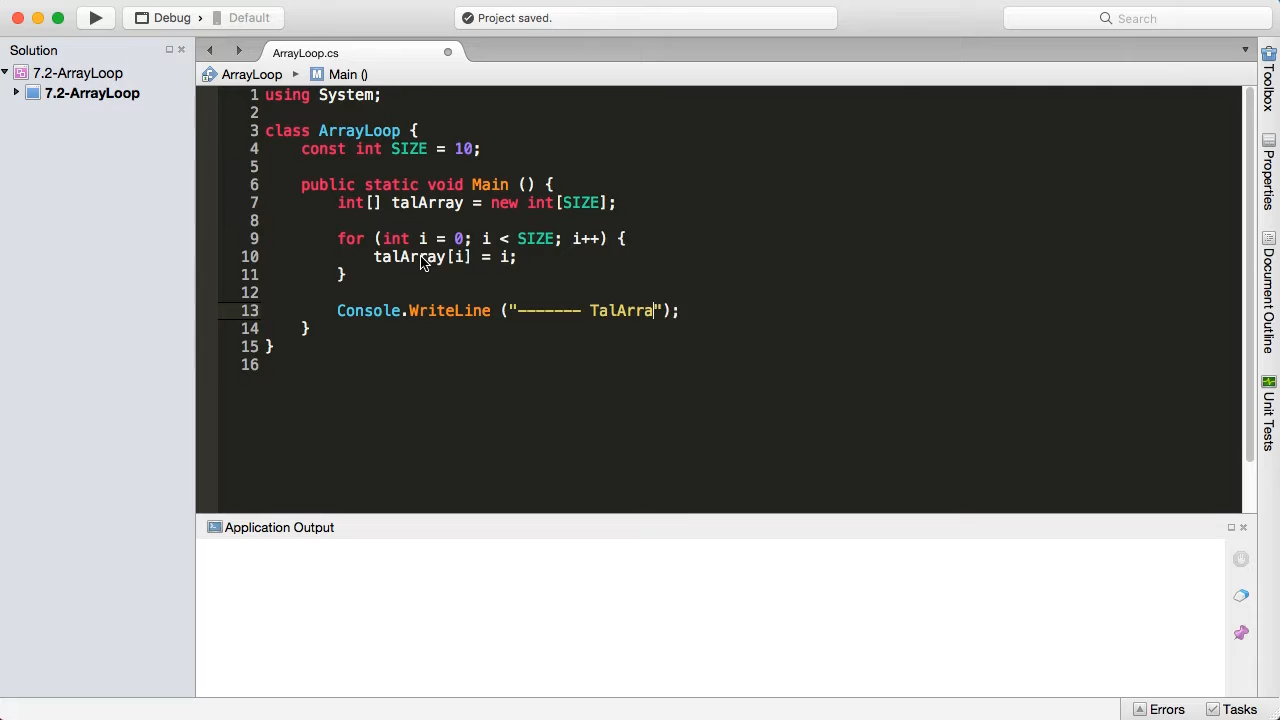 Debug > Default
Project saved.
Search
Solution
7.2-ArrayLoop
7.2-ArrayLoop
ArrayLoop.cs
ArrayLoop
M Main ()
1 using System;
2
3 class ArrayLoop {
4 const int SIZE = 10;
5
6 public static void Main () {
7 int[] talArray = new int[SIZE];
8
9 for (int i = 0; i < SIZE; i++) {
10 talArray[i] = i;
11 }
12
13 Console.WriteLine ("------- TalArra");
14 }
15 }
16
Toolbox
Properties
Document Outline
Unit Tests
Application Output
Errors
Tasks